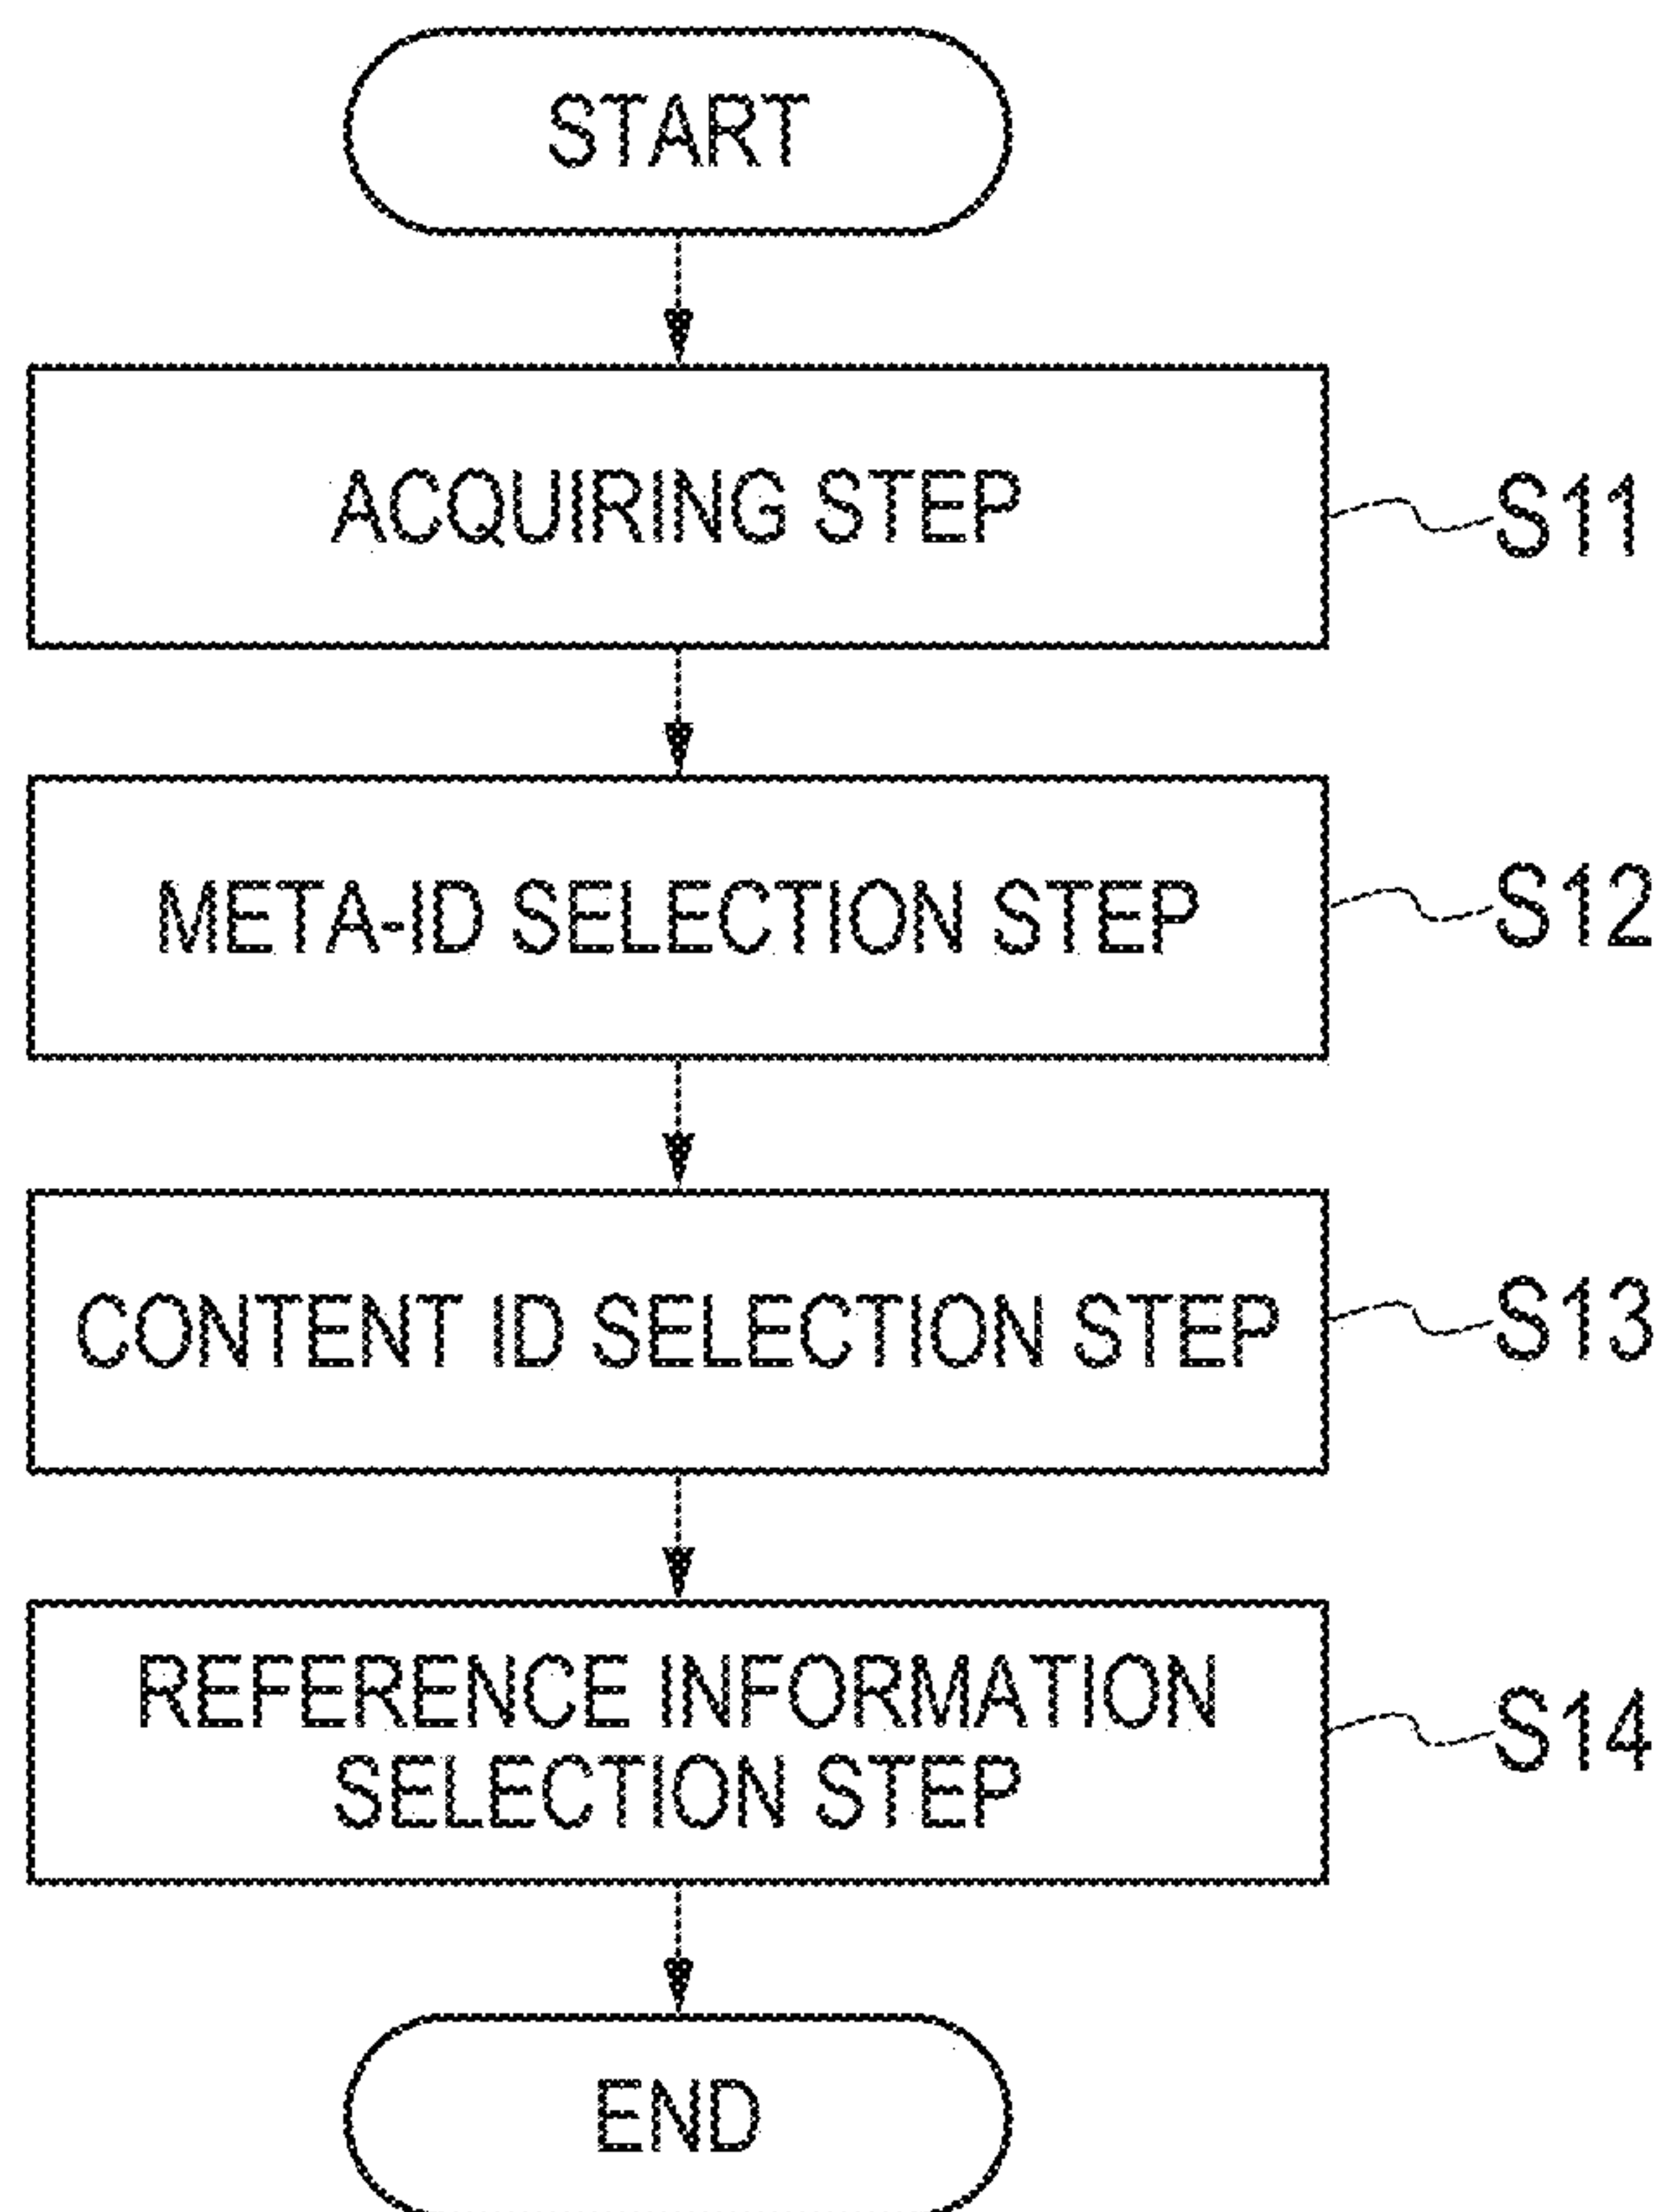 START
ACQUIRING STEP
S11
META-ID SELECTION STEP
S12
CONTENT ID SELECTION STEP
S13
REFERENCE INFORMATION
SELECTION STEP
S14
END